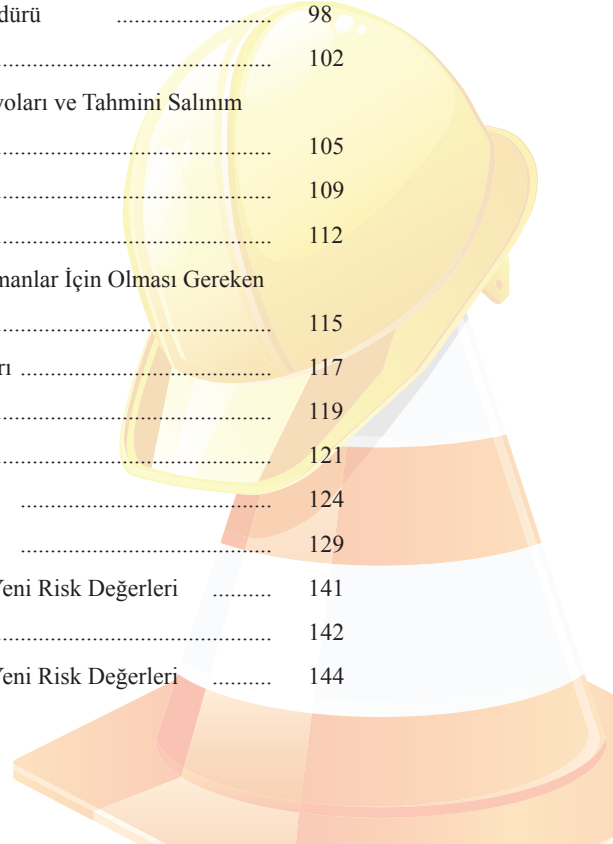 dürü ........................... 98
........................... 102
yoları ve Tahmini Salınım
........................... 105
........................... 109
........................... 112
manlar İçin Olması Gereken
........................... 115
rı ........................... 117
........................... 119
........................... 121
........................... 124
........................... 129
Yeni Risk Değerleri .......... 141
........................... 142
Yeni Risk Değerleri .......... 144